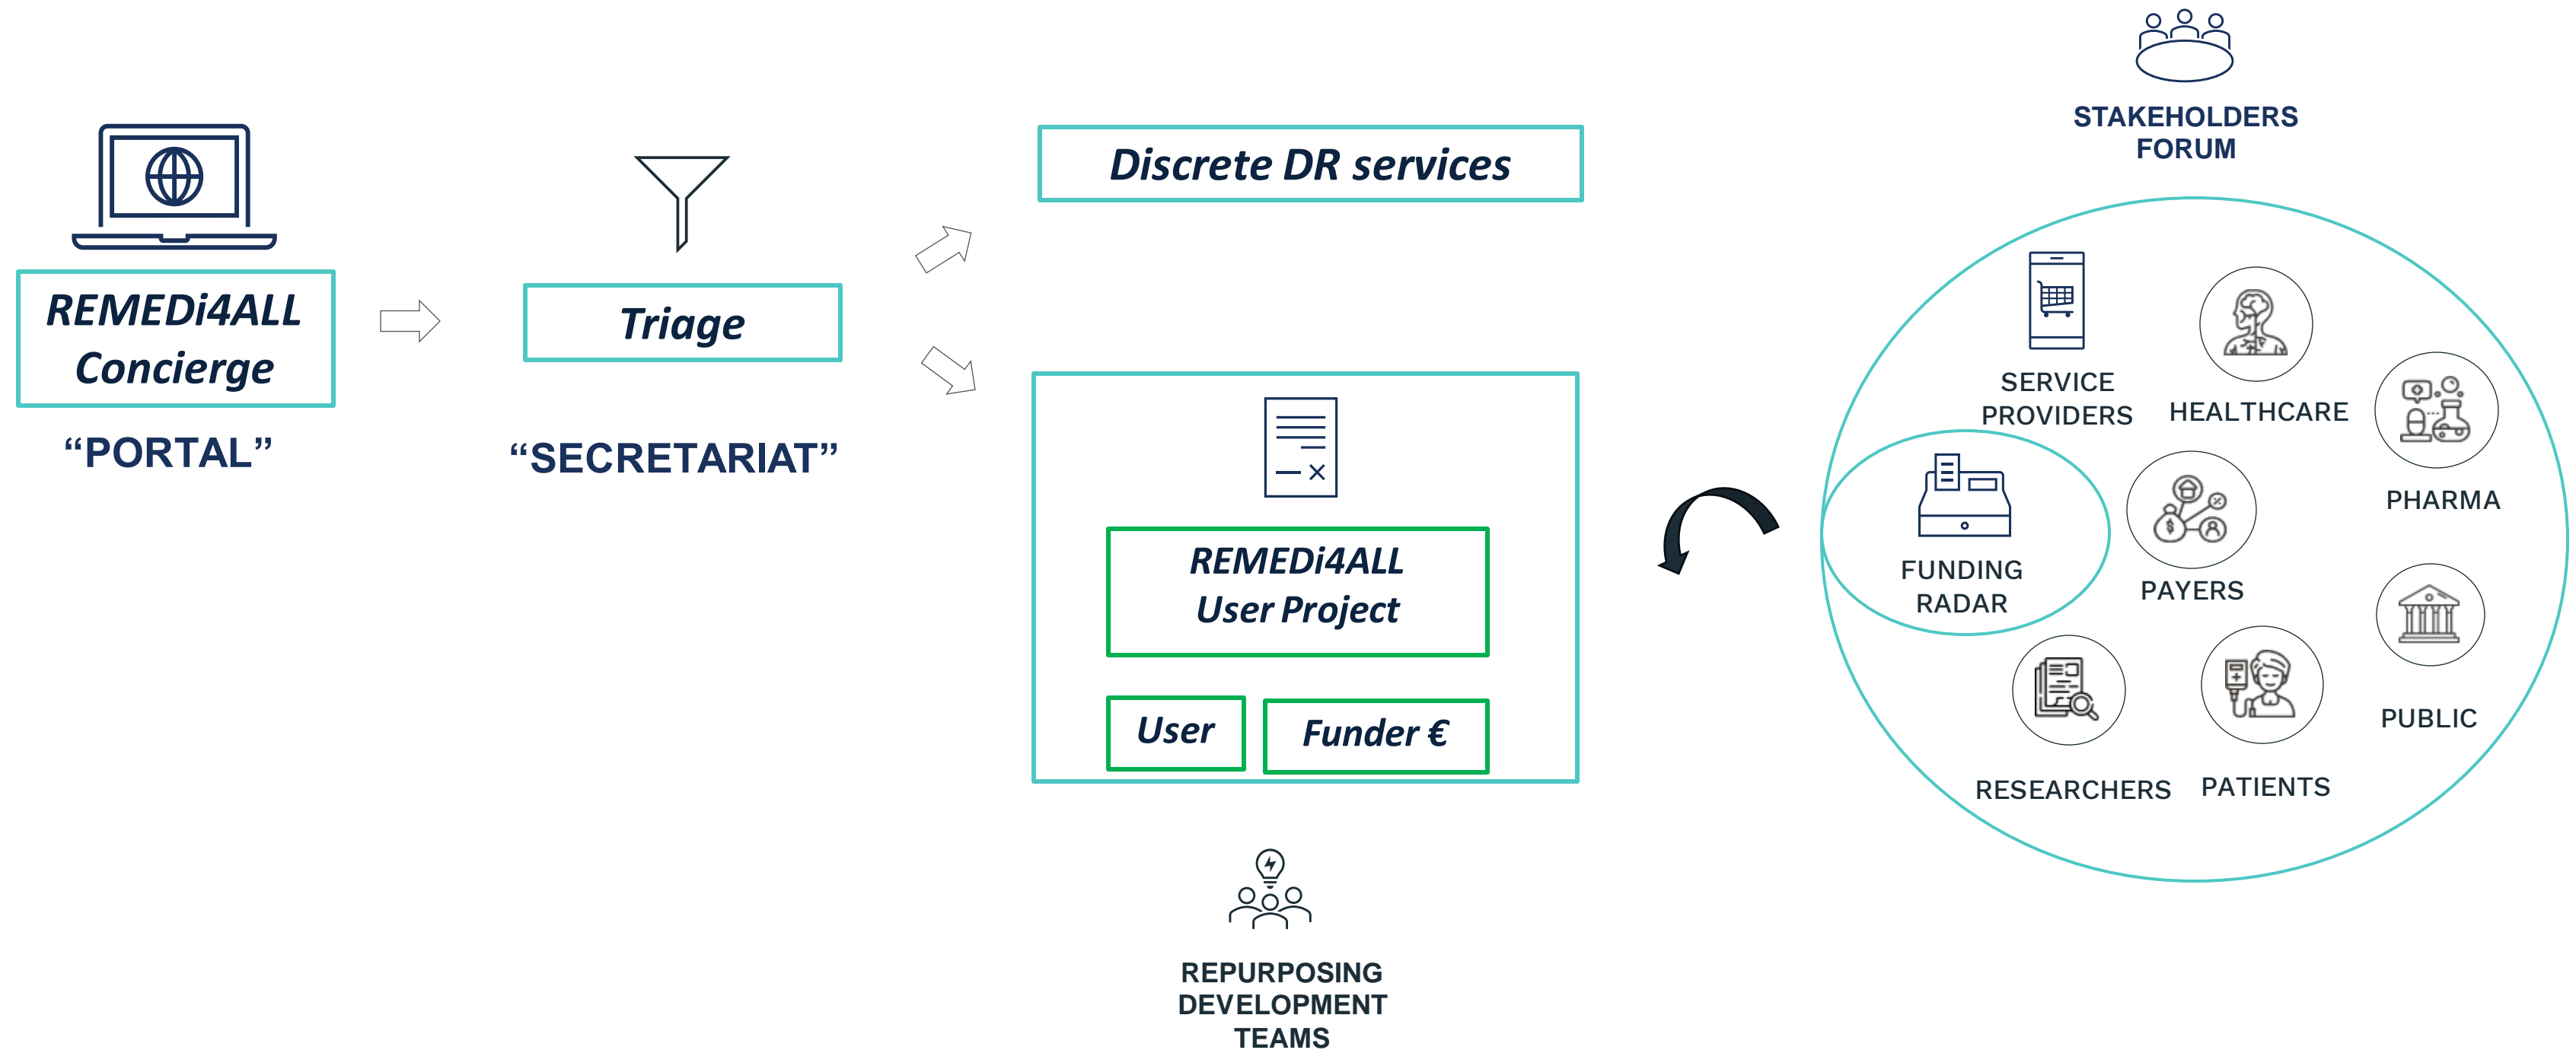 REMEDi4ALL
Concierge
“PORTAL”
Triage
“SECRETARIAT”
Discrete DR services
REMEDi4ALL
User Project
User
Funder €
REPURPOSING
DEVELOPMENT
TEAMS
STAKEHOLDERS
FORUM
SERVICE
PROVIDERS
HEALTHCARE
PHARMA
FUNDING
RADAR
PAYERS
PUBLIC
RESEARCHERS
PATIENTS